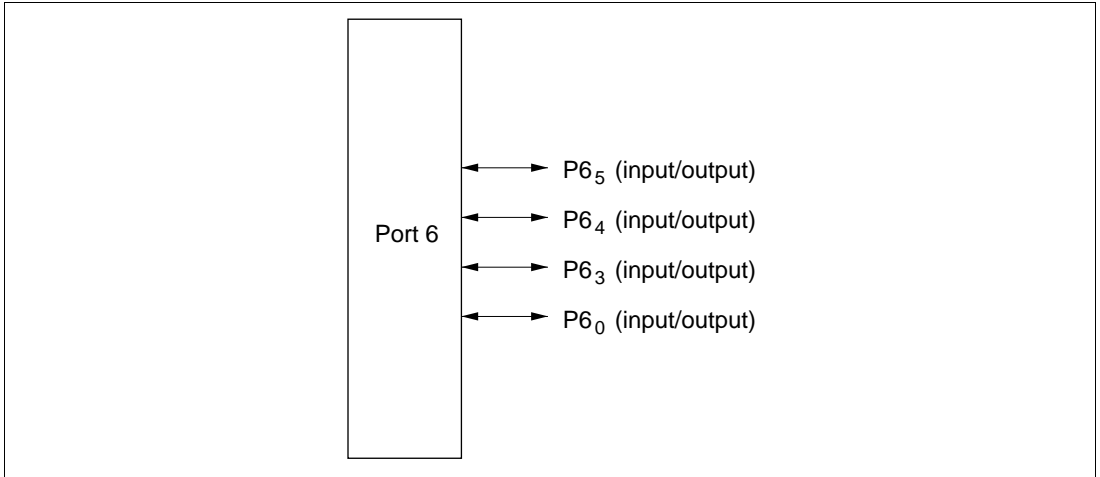 P6₅ (input/output)
P6₄ (input/output)
Port 6
P6₃ (input/output)
P6₀ (input/output)